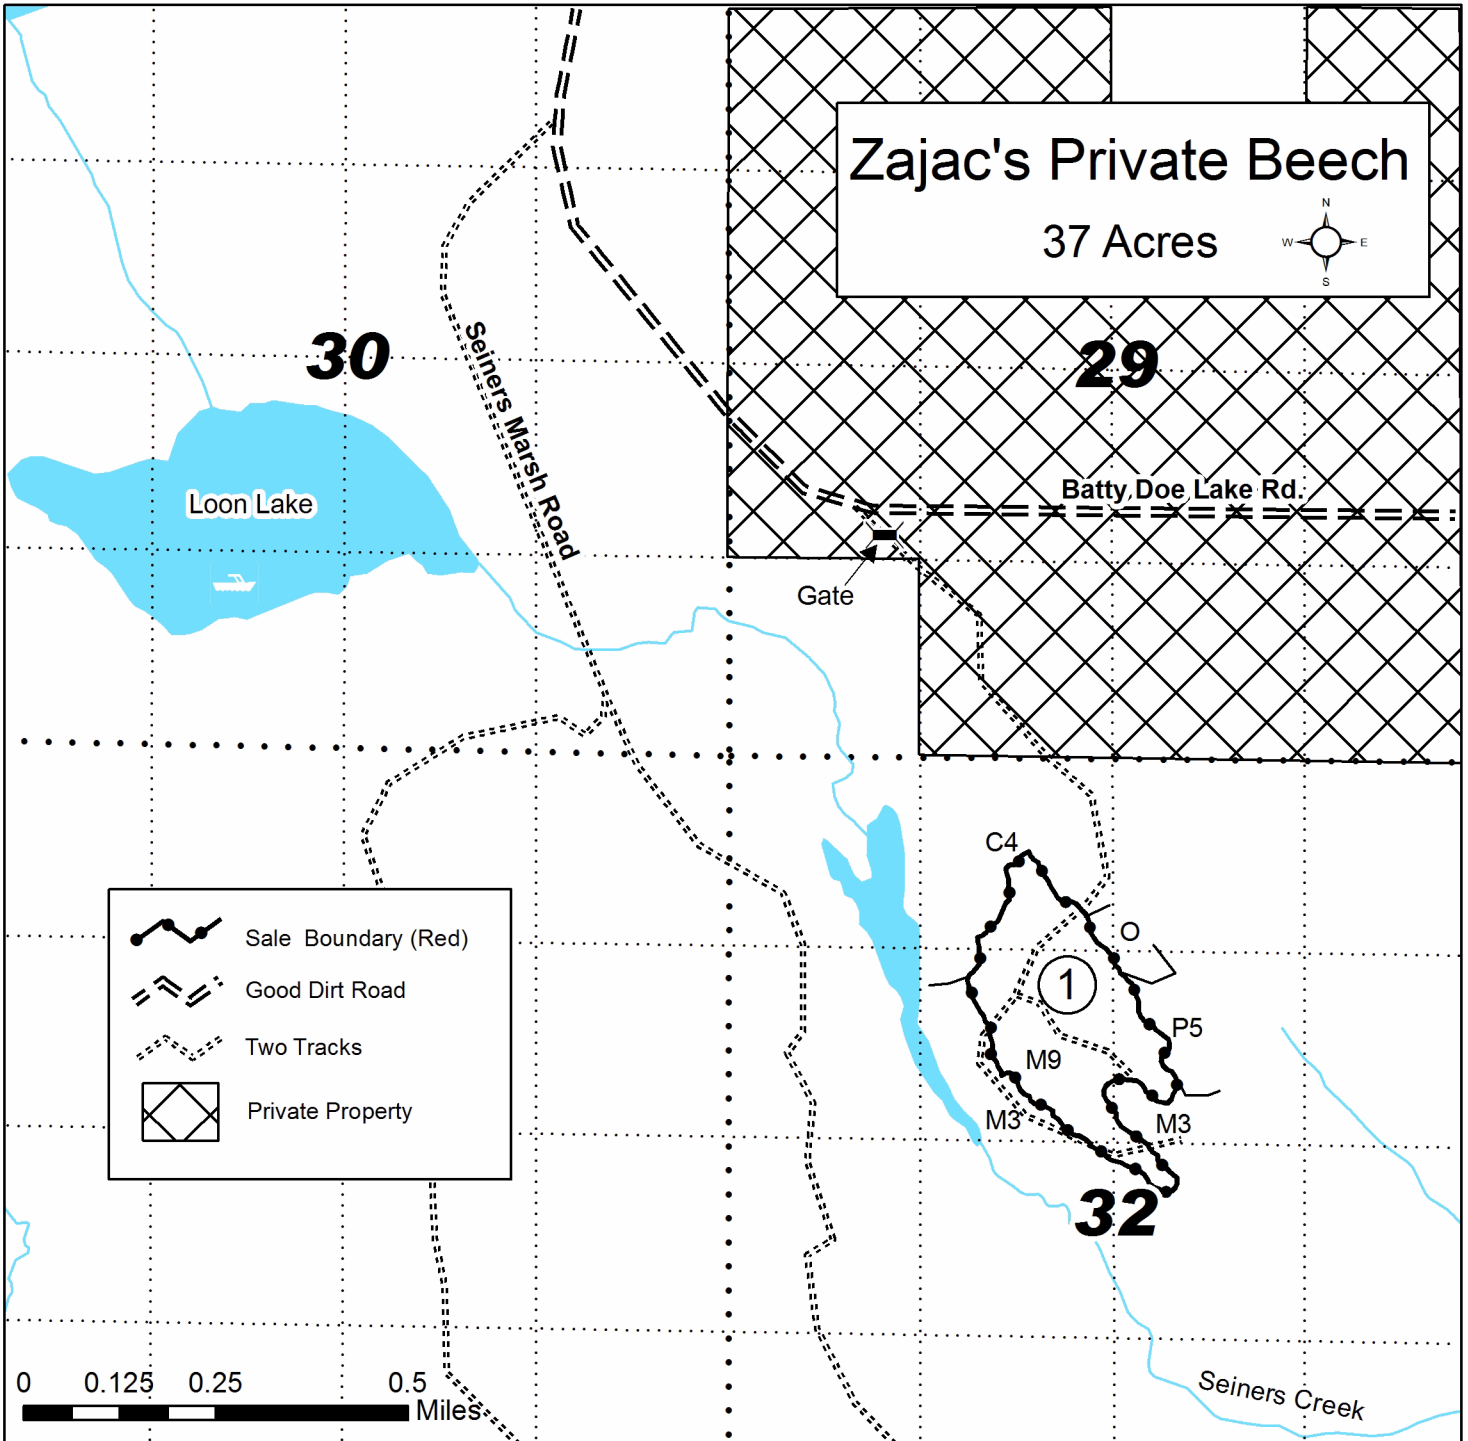 Zajac's Private Beech
37 Acres
N
W E
S
30
29
Seiners Marsh Road
Batty Doe Lake Rd.
Loon Lake
Gate
C4
O
1
P5
M9
M3
M3
32
Sale Boundary (Red)
Good Dirt Road
Two Tracks
Private Property
0 0.125 0.25 0.5
Miles
Seiners Creek